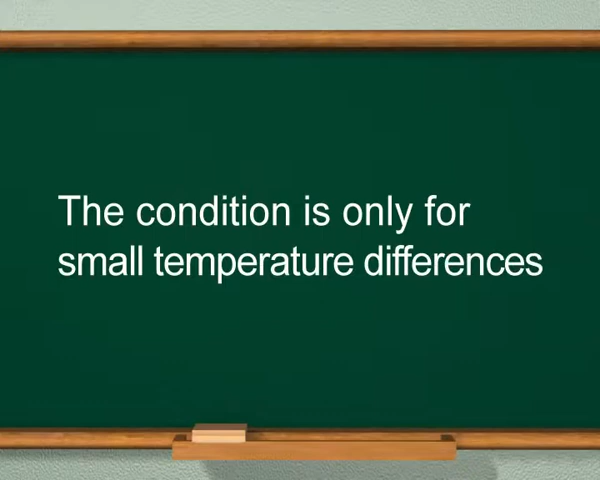 The condition is only for
small temperature differences